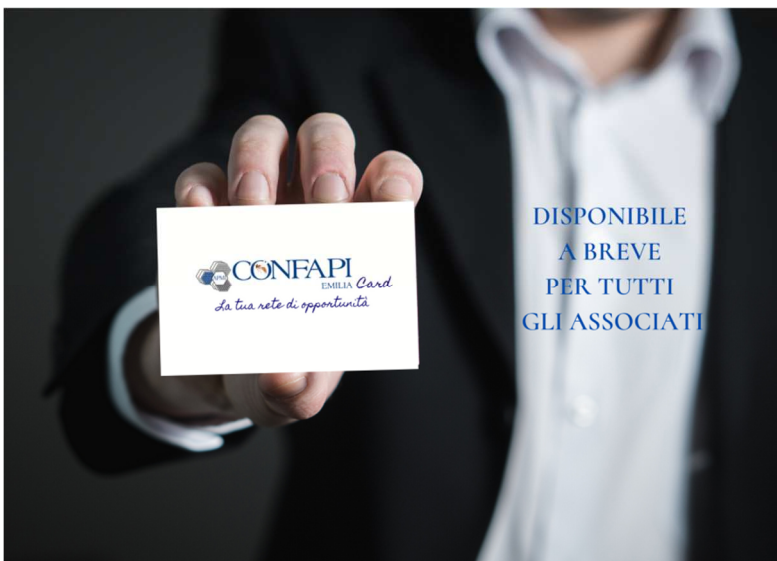 CONFAPI
EMILIA Card
La tua rete di opportunità
DISPONIBILE
A BREVE
PER TUTTI
GLI ASSOCIATI